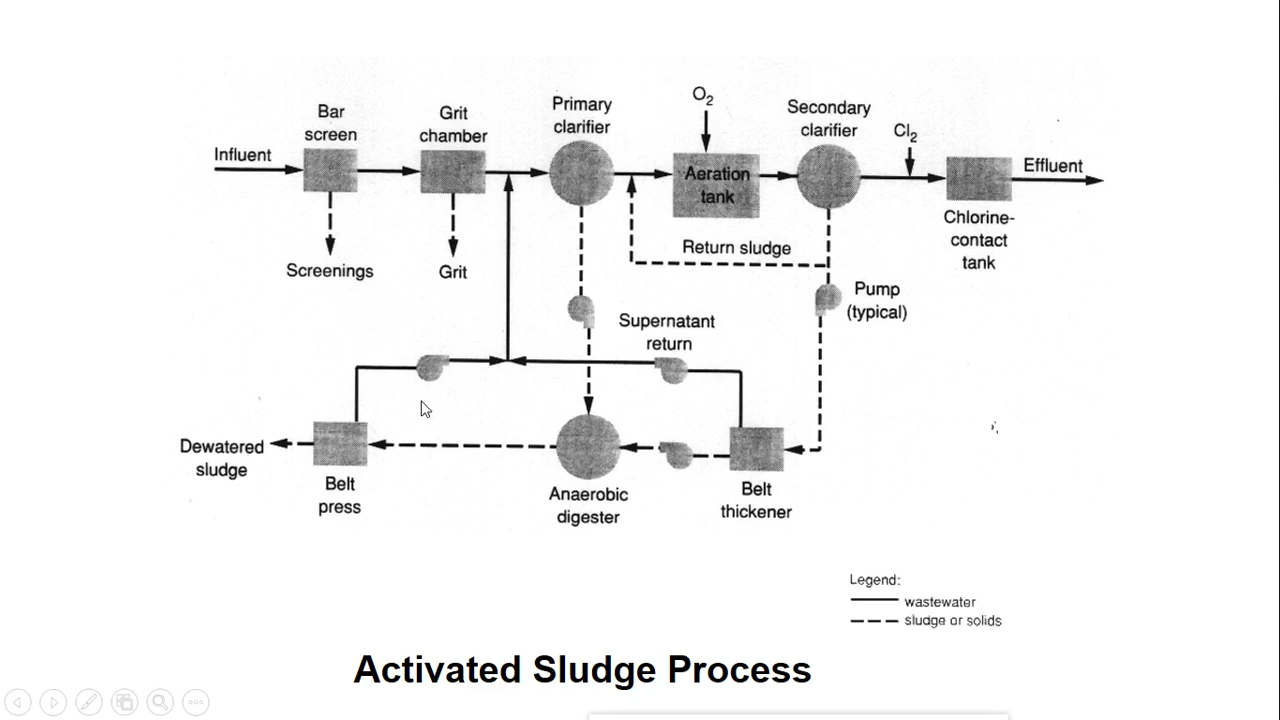 O₂
Bar
screen
Grit
chamber
Primary
clarifier
Secondary
clarifier
Cl₂
Influent
Aeration
tank
Effluent
Chlorine-
contact
tank
Screenings
Grit
Return sludge
Pump
(typical)
Supernatant
return
Dewatered
sludge
Belt
press
Anaerobic
digester
Belt
thickener
Legend:
wastewater
sludge or solids
Activated Sludge Process